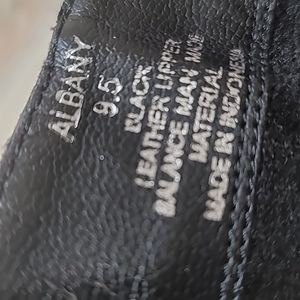 ALBANY
9.5
BLACK
LEATHER UPPER
BALANCE MAN MADE
MATERIAL
MADE IN INDONESIA